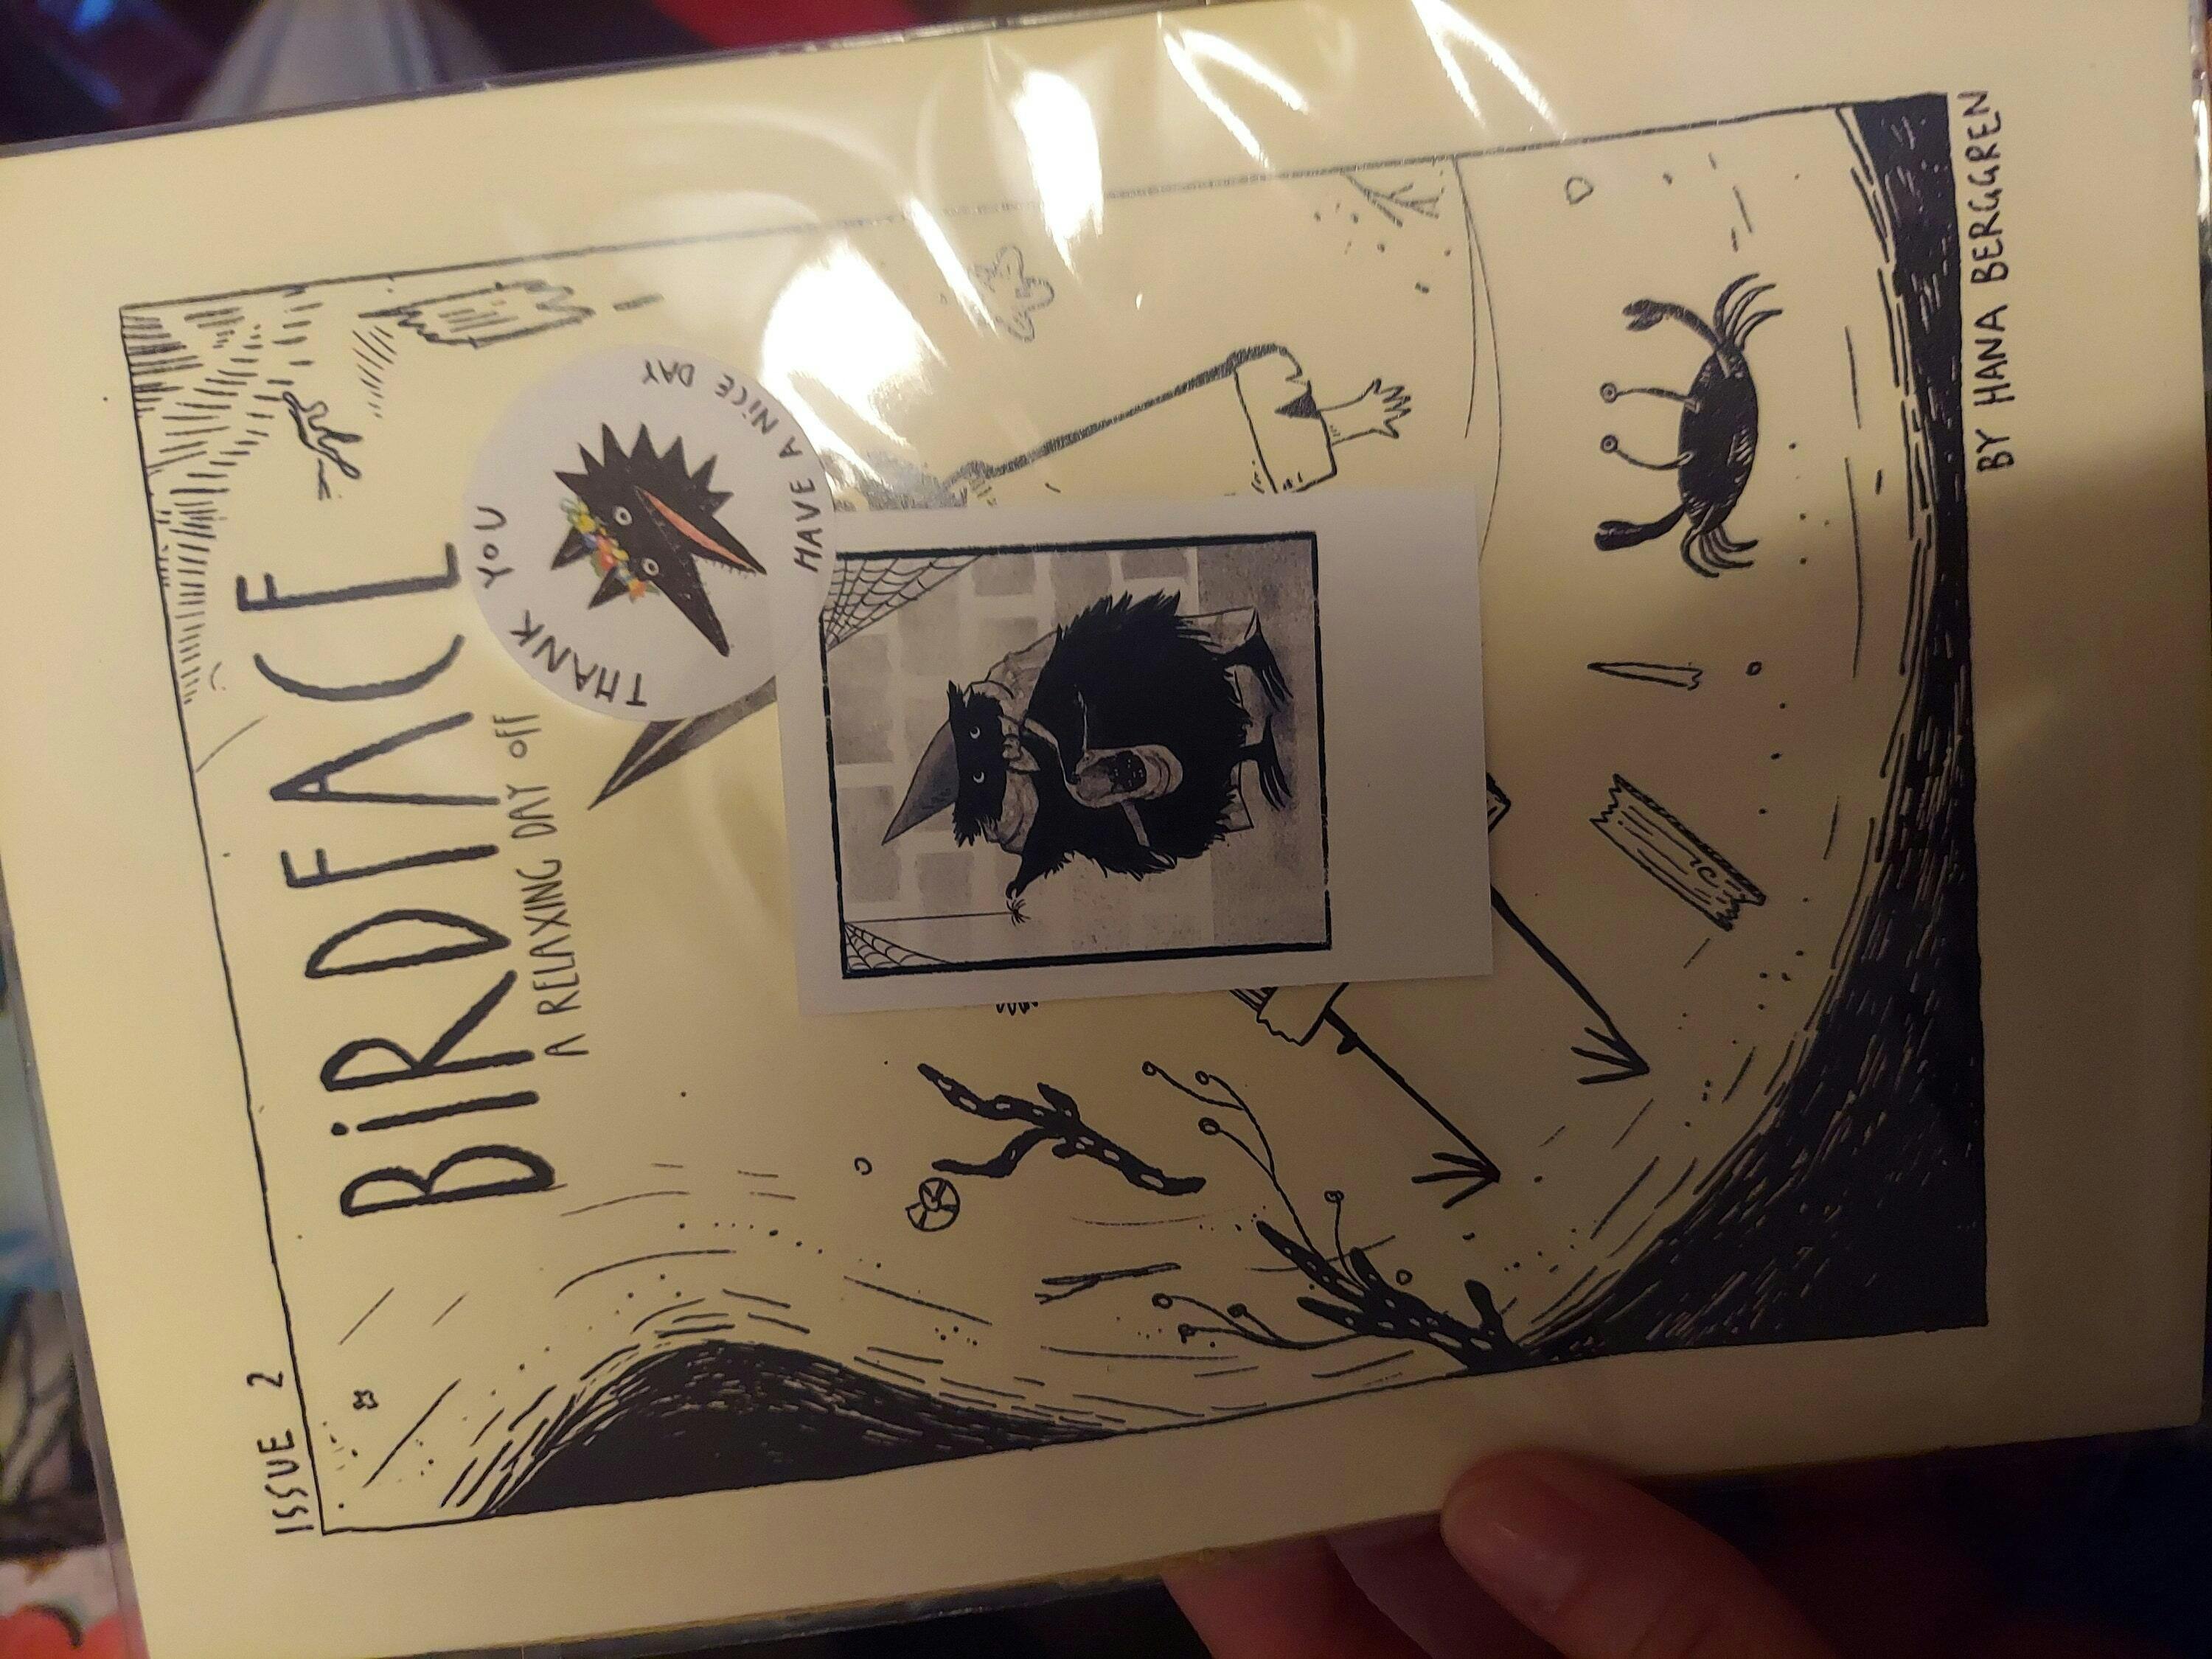 ISSUE 2
BiRDFACE
A RELAXING DAY OFF
THANK YOU
HAVE A NiCE DAY
BY HANA BERGGREN